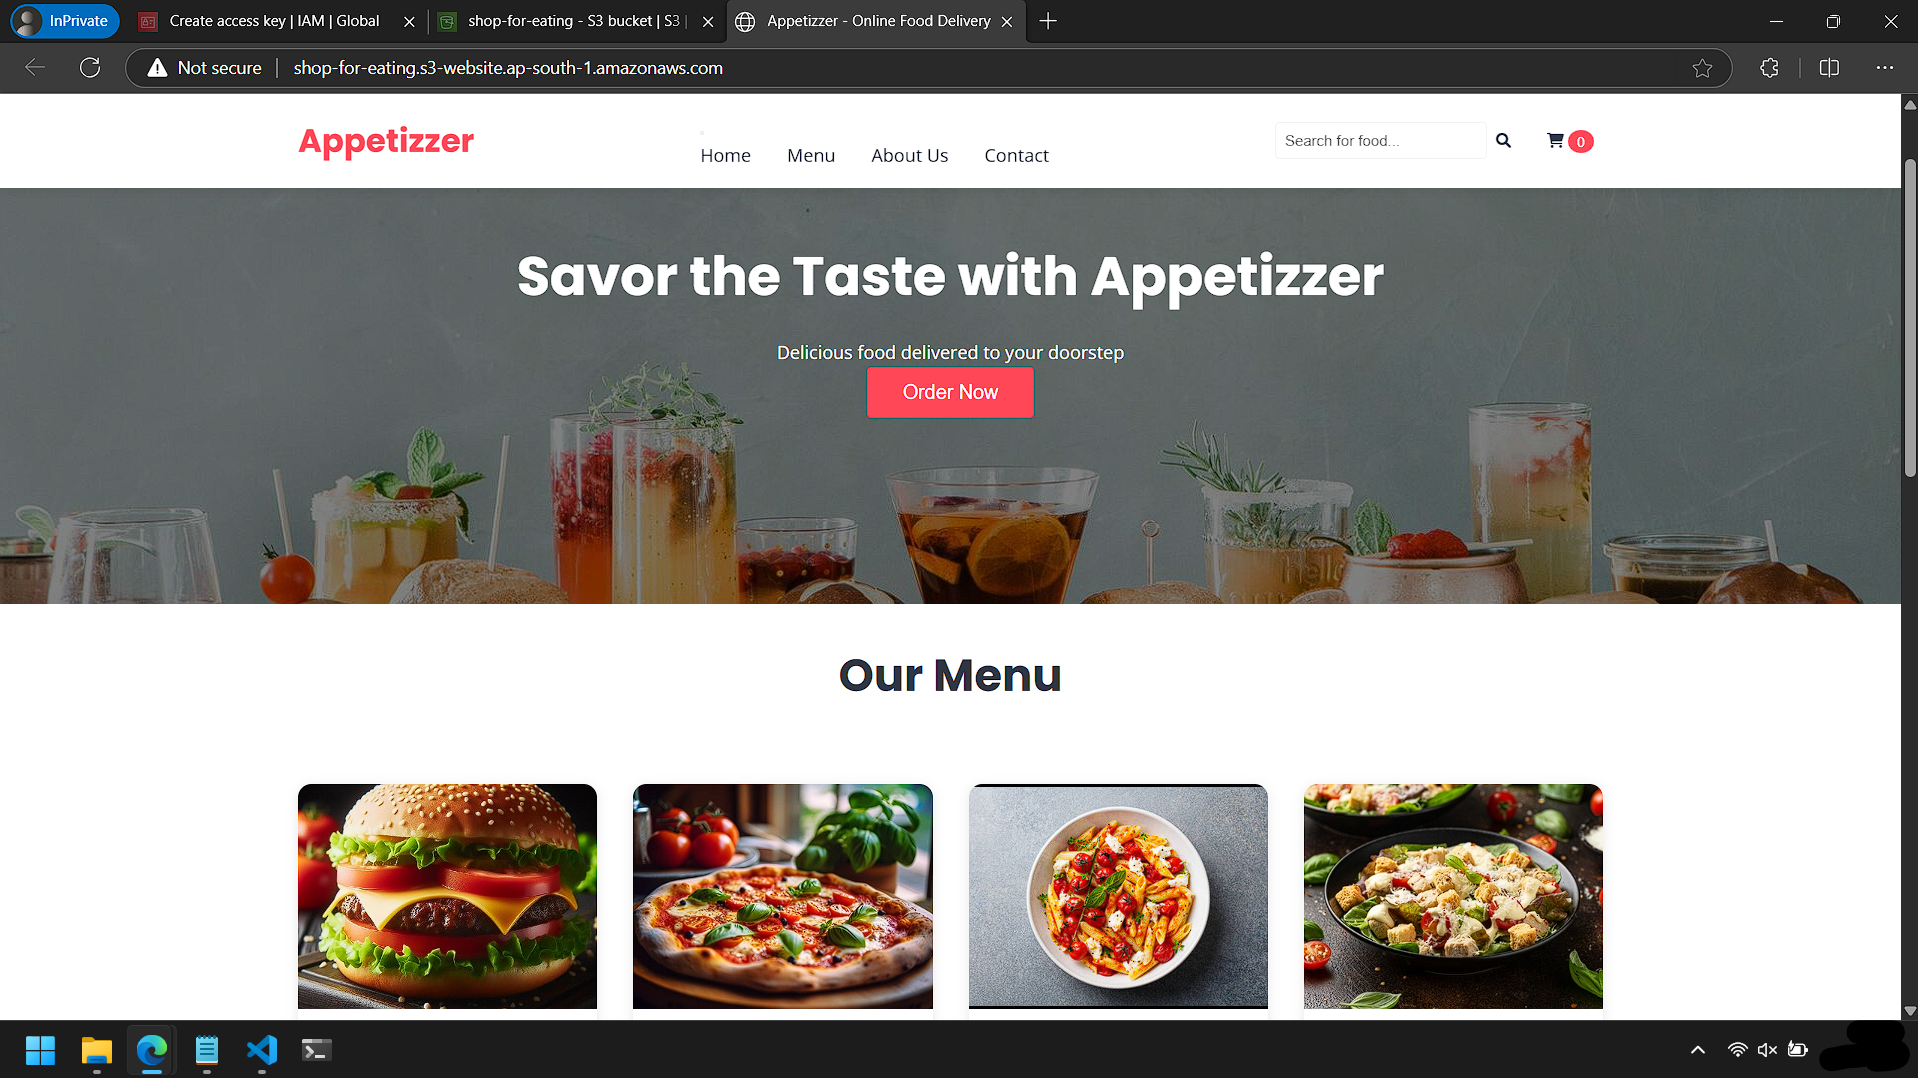 InPrivate
Create access key | IAM | Global
shop-for-eating - S3 bucket | S3 |
Appetizzer - Online Food Delivery
Not secure
shop-for-eating.s3-website.ap-south-1.amazonaws.com
Appetizzer
Home Menu About Us Contact
Search for food...
0
Savor the Taste with Appetizzer
Delicious food delivered to your doorstep
Order Now
Our Menu